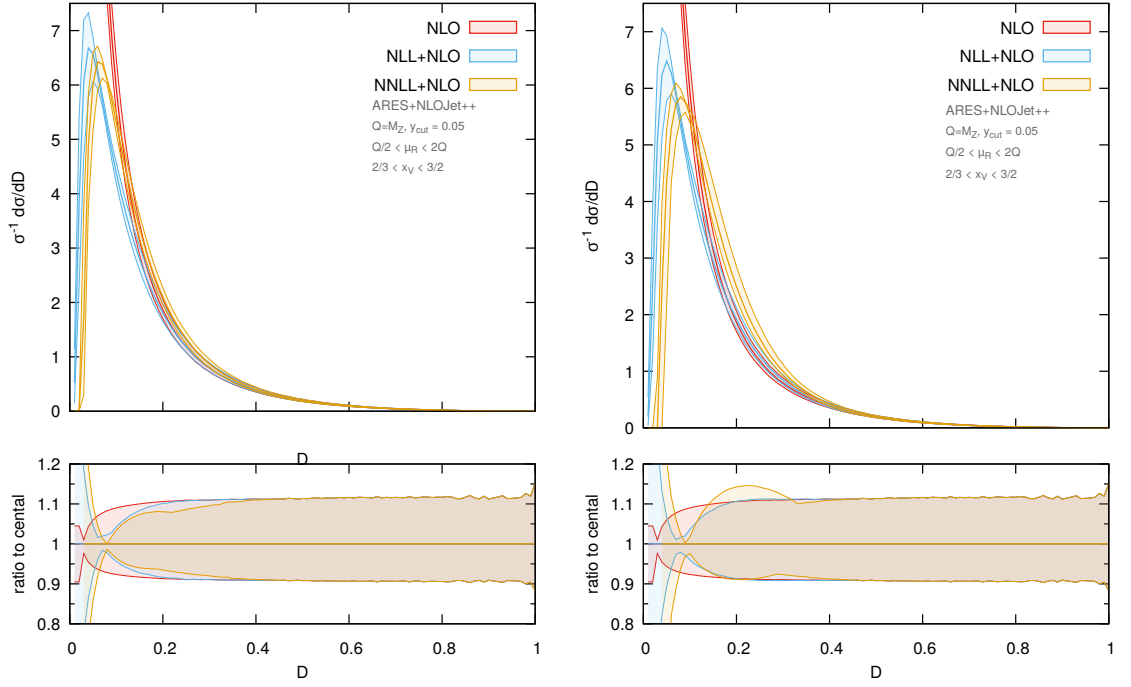 7
6
5
4
3
2
1
0
σ⁻¹ dσ/dD
NLO
NLL+NLO
NNLL+NLO
ARES+NLOJet++
Q=M_Z, y_cut = 0.05
Q/2 < μ_R < 2Q
2/3 < x_V < 3/2
D
1.2
1.1
1
0.9
0.8
ratio to cental
0 0.2 0.4 0.6 0.8 1
D
7
6
5
4
3
2
1
0
σ⁻¹ dσ/dD
NLO
NLL+NLO
NNLL+NLO
ARES+NLOJet++
Q=M_Z, y_cut = 0.05
Q/2 < μ_R < 2Q
2/3 < x_V < 3/2
1.2
1.1
1
0.9
0.8
ratio to cental
0 0.2 0.4 0.6 0.8 1
D